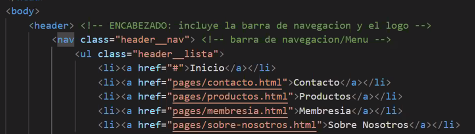 <body>
<header> <!-- ENCABEZADO: incluye la barra de navegacion y el logo -->
<nav class="header__nav"> <!-- barra de navegacion/Menu -->
<ul class="header__lista">
<li><a href="#">Inicio</a></li>
<li><a href="pages/contacto.html">Contacto</a></li>
<li><a href="pages/productos.html">Productos</a></li>
<li><a href="pages/membresia.html">Membresia</a></li>
<li><a href="pages/sobre-nosotros.html">Sobre Nosotros</a></li>